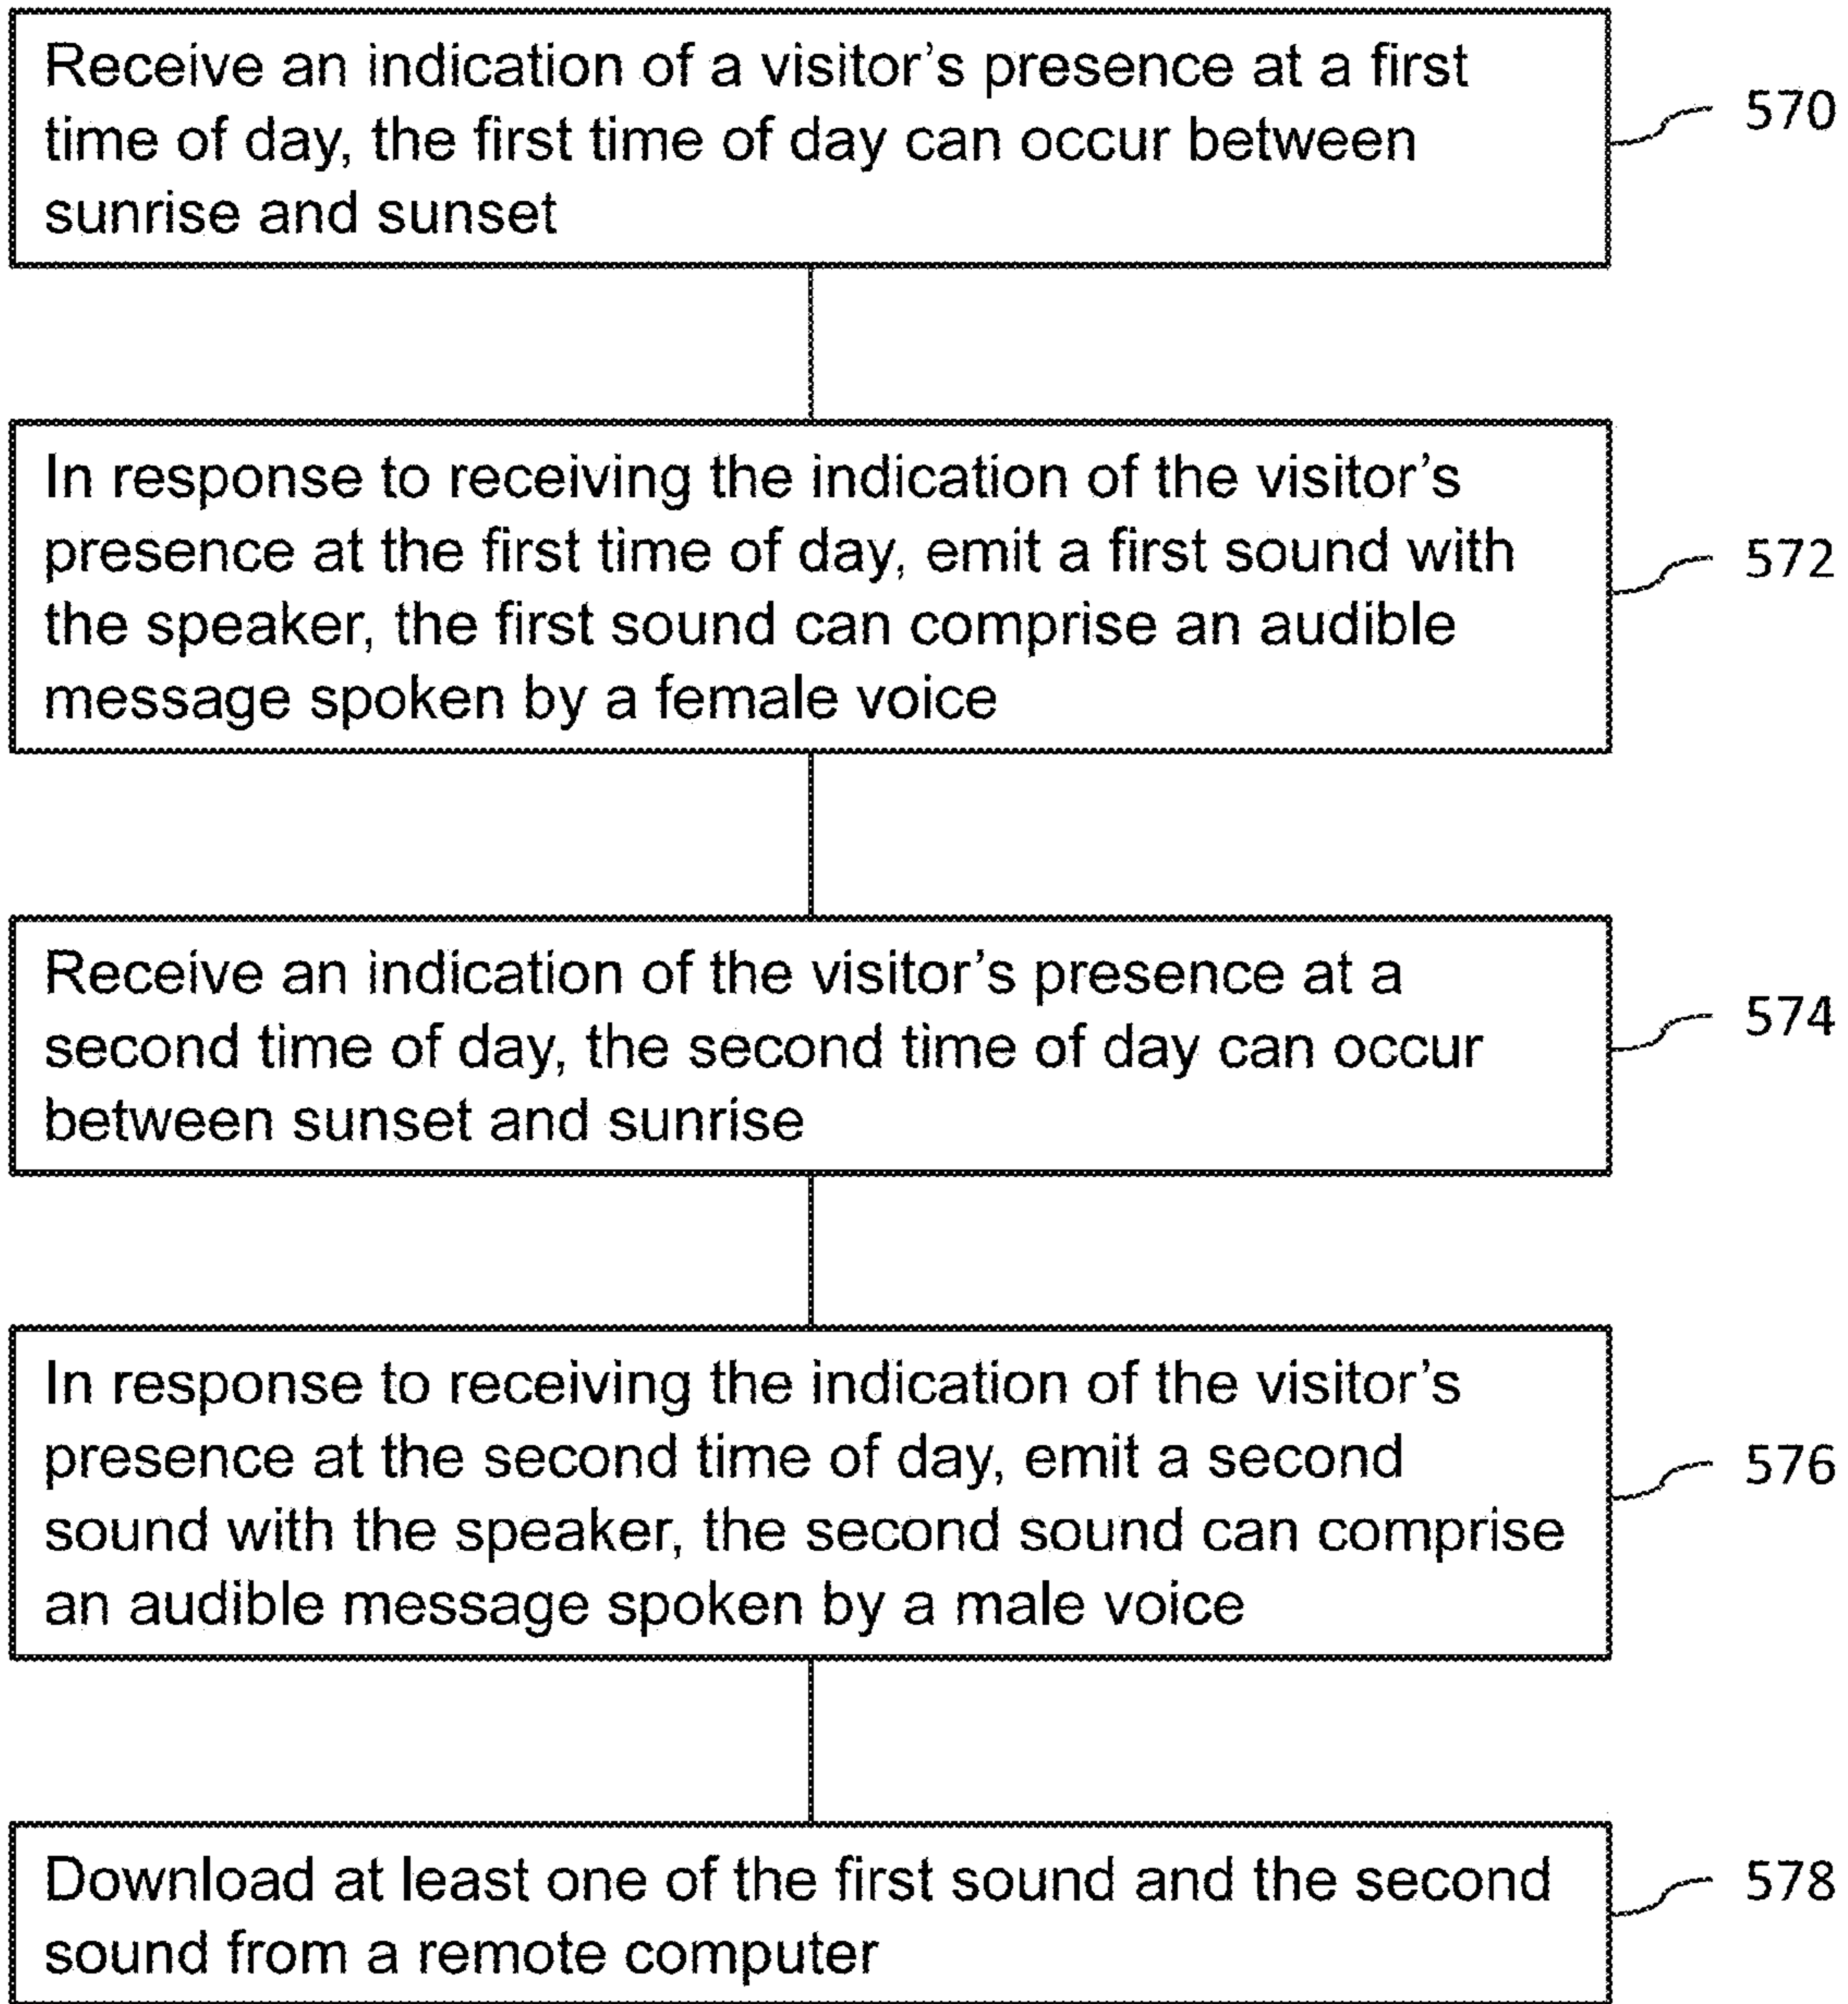 Receive an indication of a visitor’s presence at a first
time of day, the first time of day can occur between
sunrise and sunset
570
In response to receiving the indication of the visitor’s
presence at the first time of day, emit a first sound with
the speaker, the first sound can comprise an audible
message spoken by a female voice
572
Receive an indication of the visitor’s presence at a
second time of day, the second time of day can occur
between sunset and sunrise
574
In response to receiving the indication of the visitor’s
presence at the second time of day, emit a second
sound with the speaker, the second sound can comprise
an audible message spoken by a male voice
576
Download at least one of the first sound and the second
sound from a remote computer
578